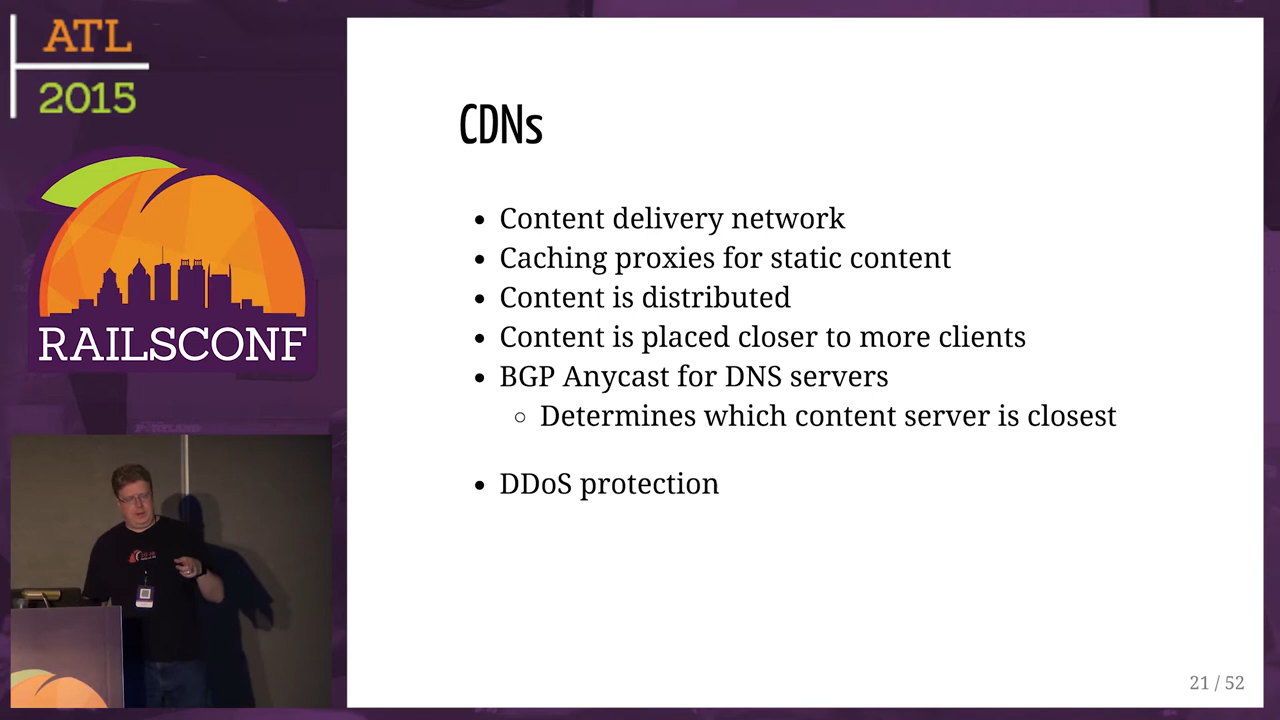 ATL
2015
RAILSCONF
CDNs
• Content delivery network
• Caching proxies for static content
• Content is distributed
• Content is placed closer to more clients
• BGP Anycast for DNS servers
○ Determines which content server is closest
• DDoS protection
21 / 52